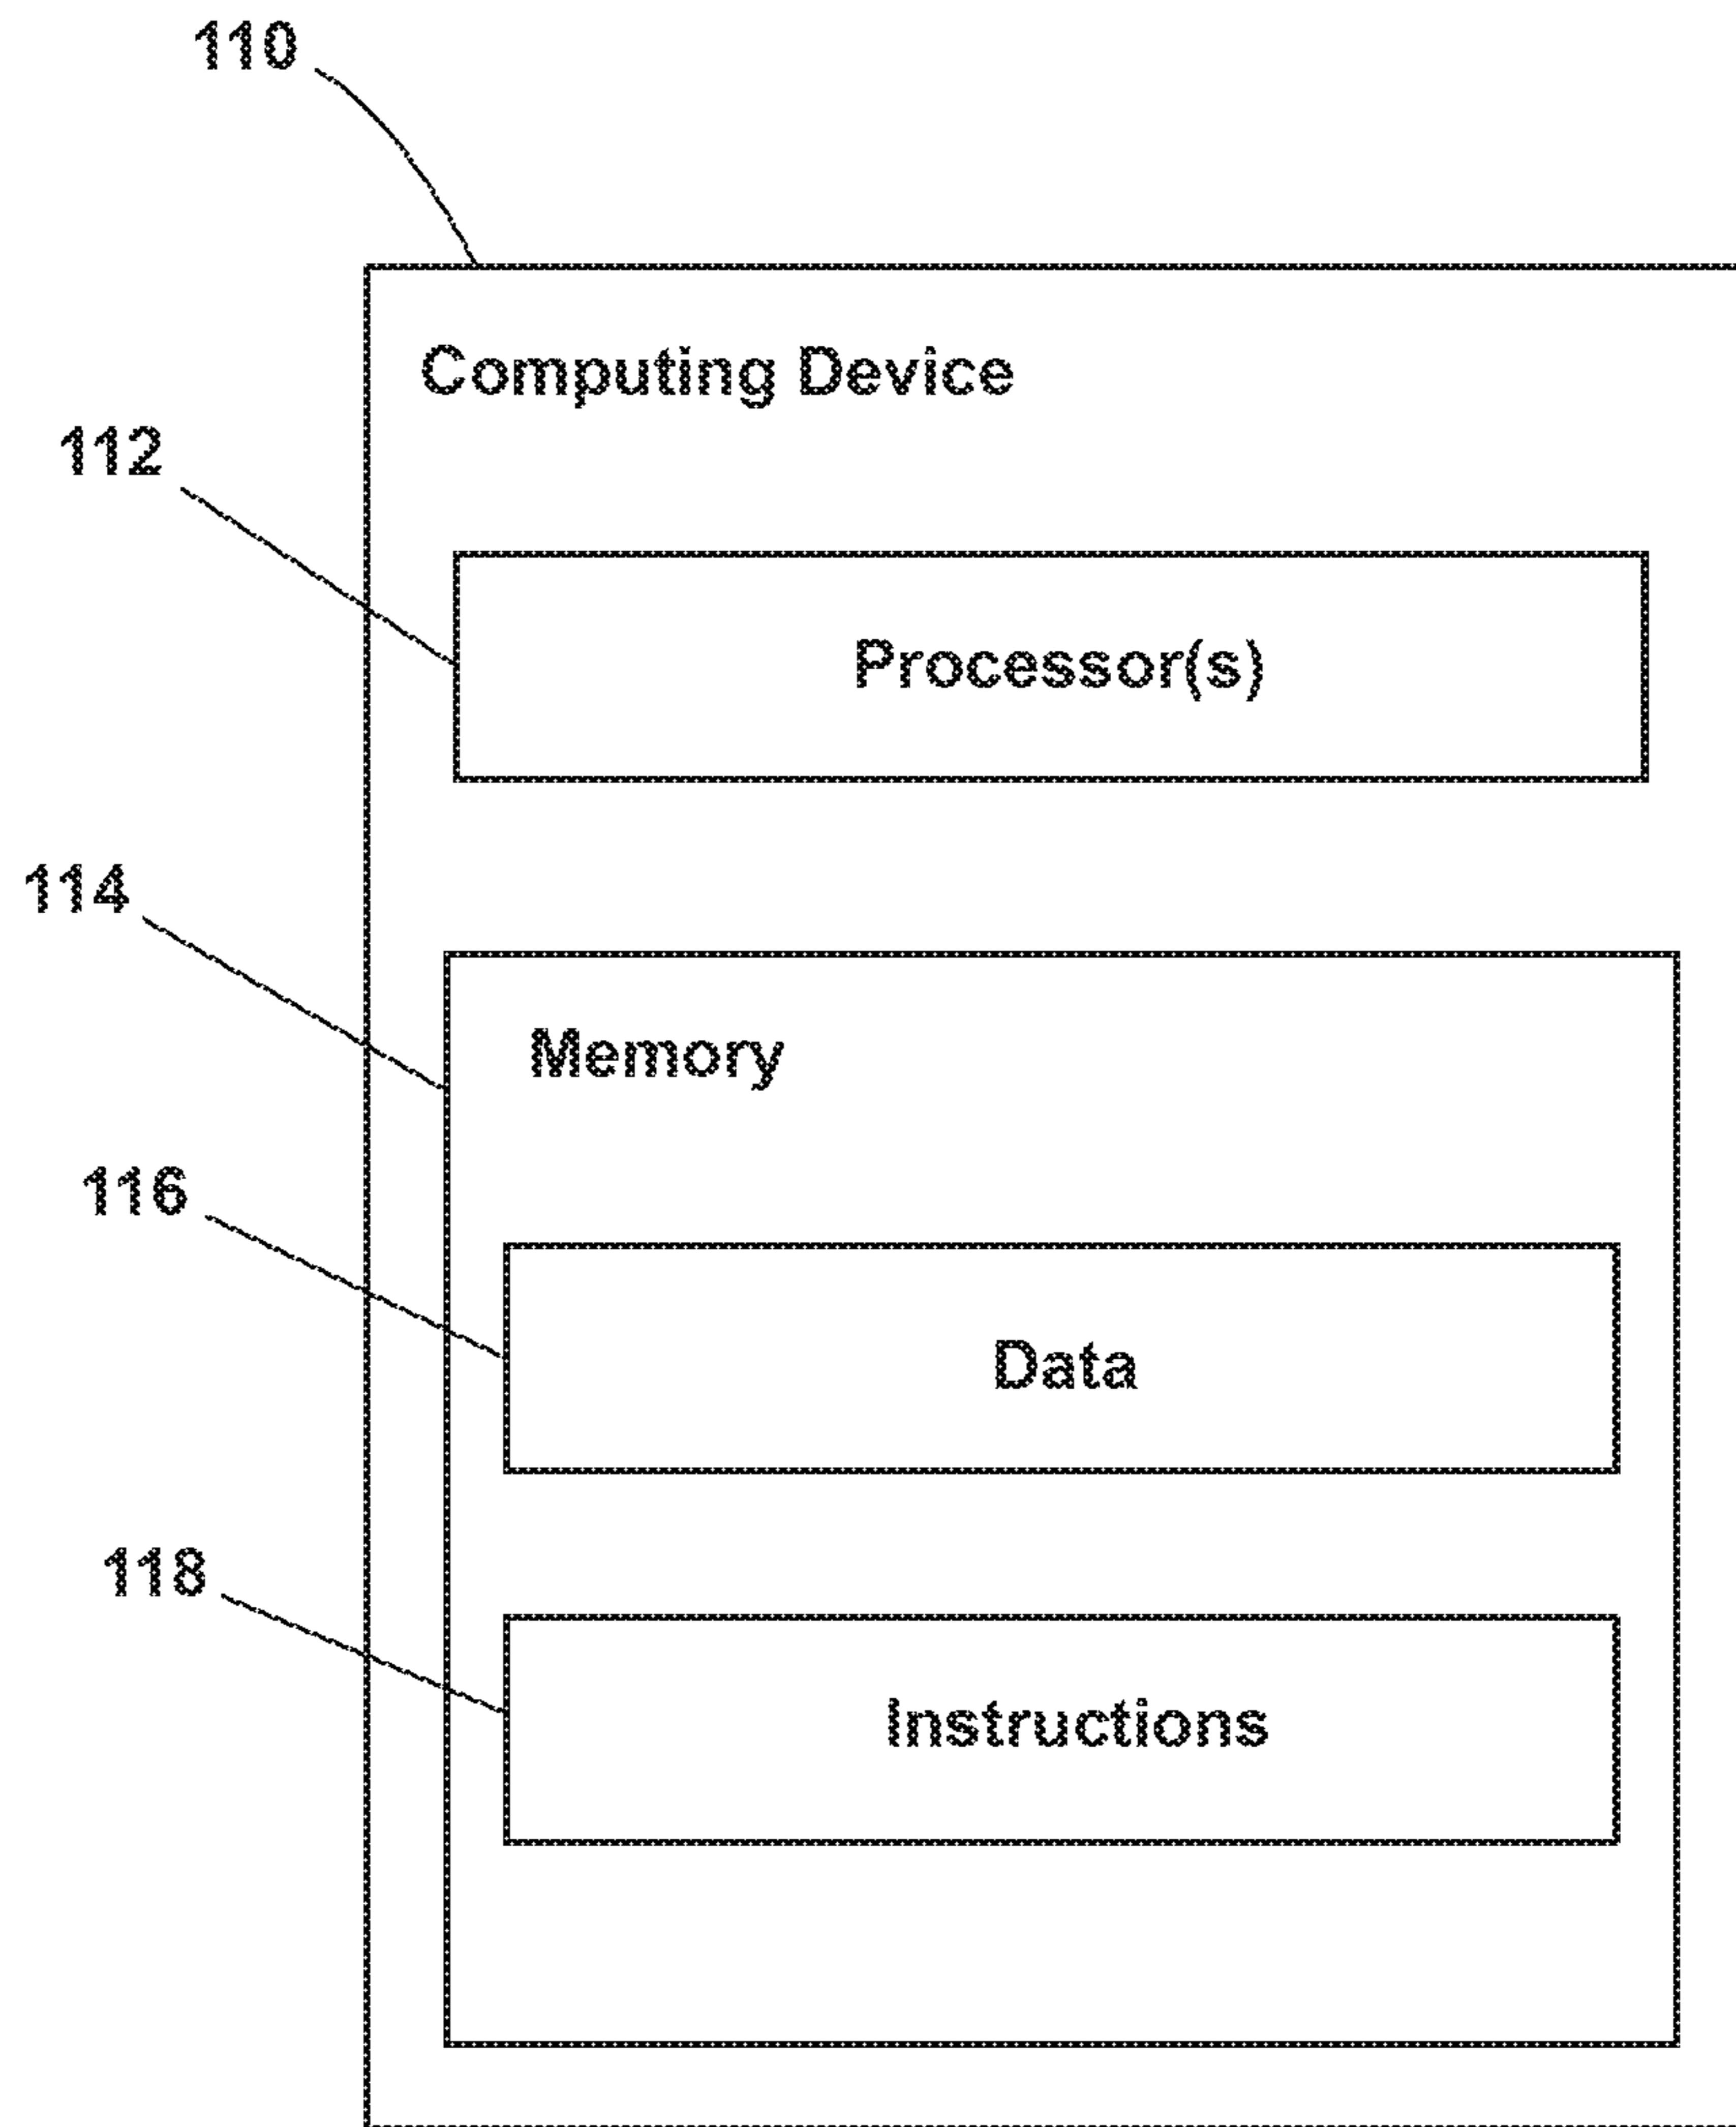 110
Computing Device
112
Processor(s)
114
Memory
116
Data
118
Instructions